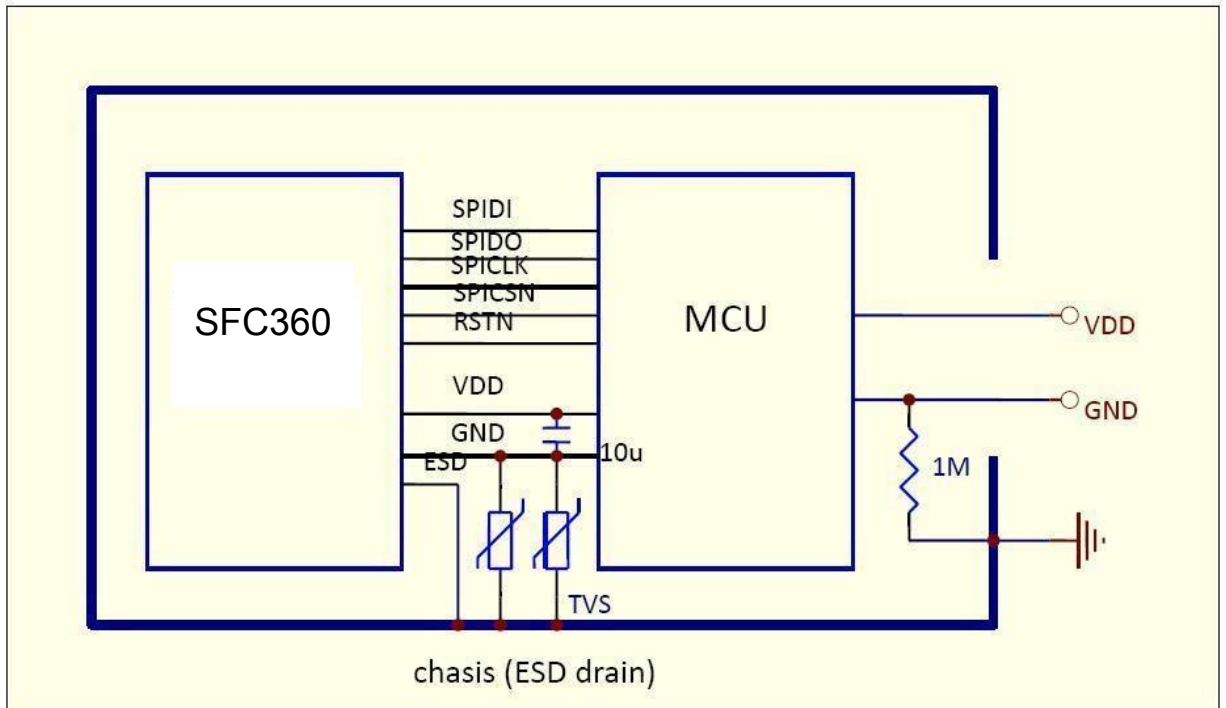 SPIDI
SPIDO
SPICLK
SPICSN
RSTN
SFC360
MCU
VDD
VDD
GND
GND
10u
ESD
1M
TVS
chasis (ESD drain)